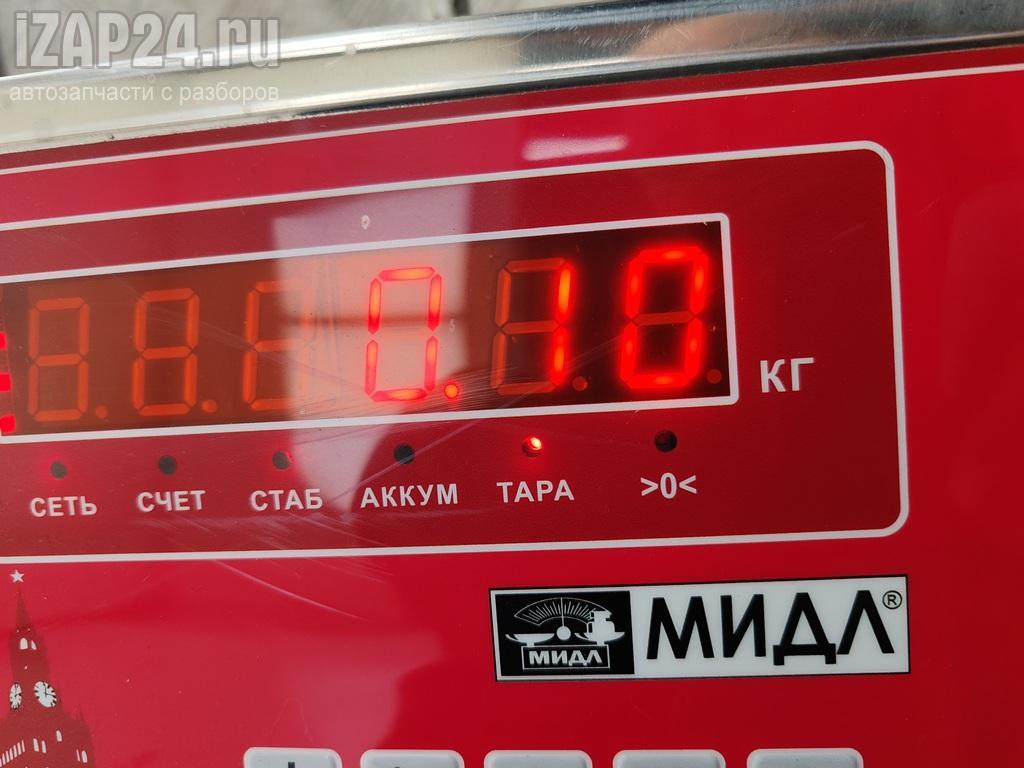 iZAP24.ru
автозапчасти с разборов
0.10
КГ
СЕТЬ СЧЕТ СТАБ АККУМ ТАРА >0<
МИДЛ МИДЛ®